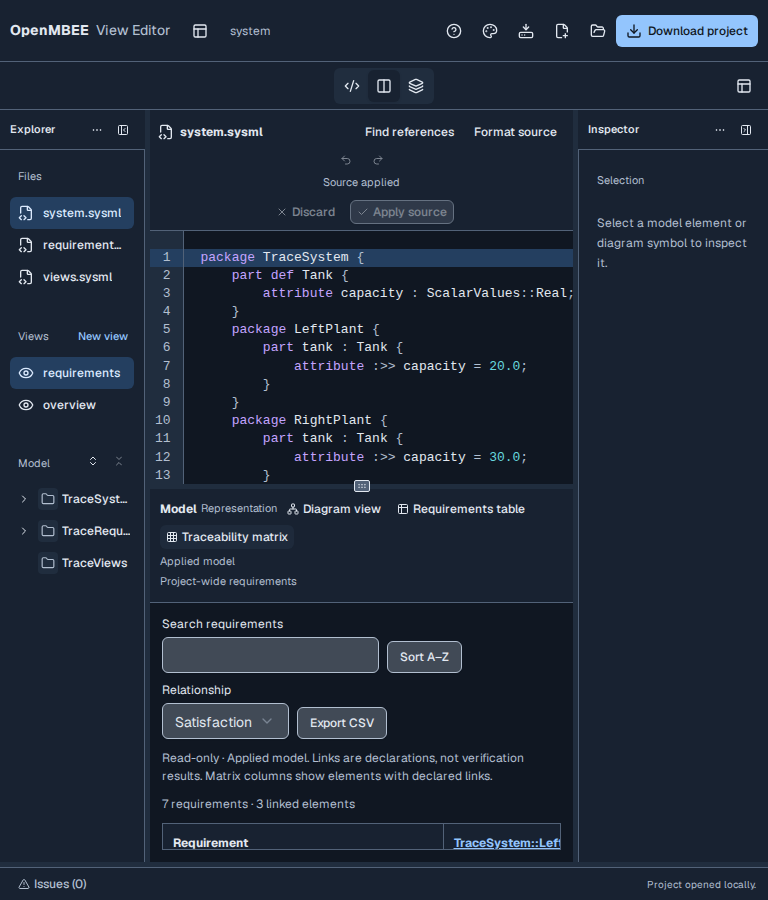 OpenMBEE View Editor system Download project
Explorer
system.sysml Find references Format source
Inspector
Files
system.sysml
requirement...
views.sysml
Views New view
requirements
overview
Model
TraceSyst...
TraceRequ...
TraceViews
Source applied
Discard Apply source
1 package TraceSystem {
2 part def Tank {
3 attribute capacity : ScalarValues::Real;
4 }
5 package LeftPlant {
6 part tank : Tank {
7 attribute :>> capacity = 20.0;
8 }
9 }
10 package RightPlant {
11 part tank : Tank {
12 attribute :>> capacity = 30.0;
13 }
Model Representation Diagram view Requirements table
Traceability matrix
Applied model
Project-wide requirements
Search requirements
Sort A–Z
Relationship
Satisfaction Export CSV
Read-only · Applied model. Links are declarations, not verification
results. Matrix columns show elements with declared links.
7 requirements · 3 linked elements
Requirement TraceSystem::Left
Selection
Select a model element or
diagram symbol to inspect
it.
Issues (0) Project opened locally.